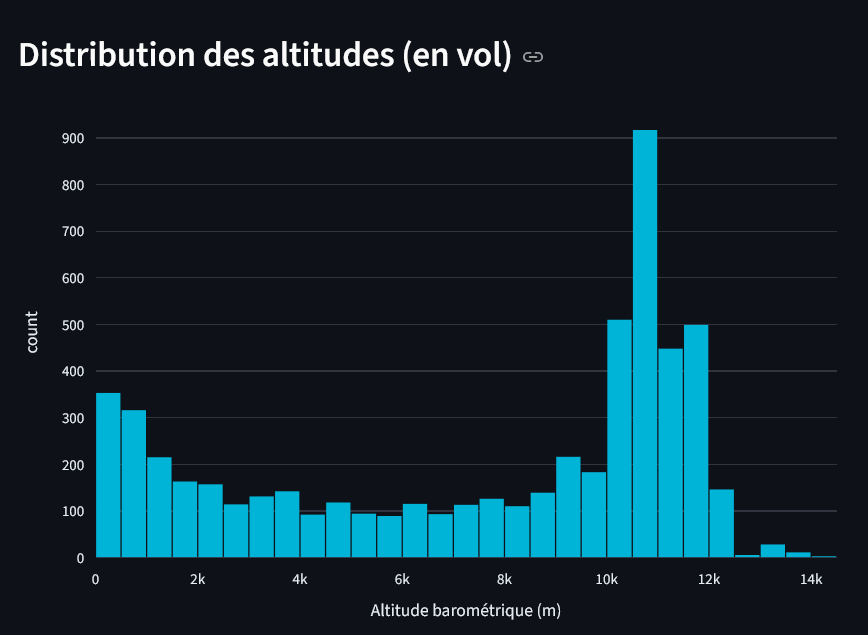 Distribution des altitudes (en vol)
900
800
700
600
500
400
300
200
100
0
count
0 2k 4k 6k 8k 10k 12k 14k
Altitude barométrique (m)